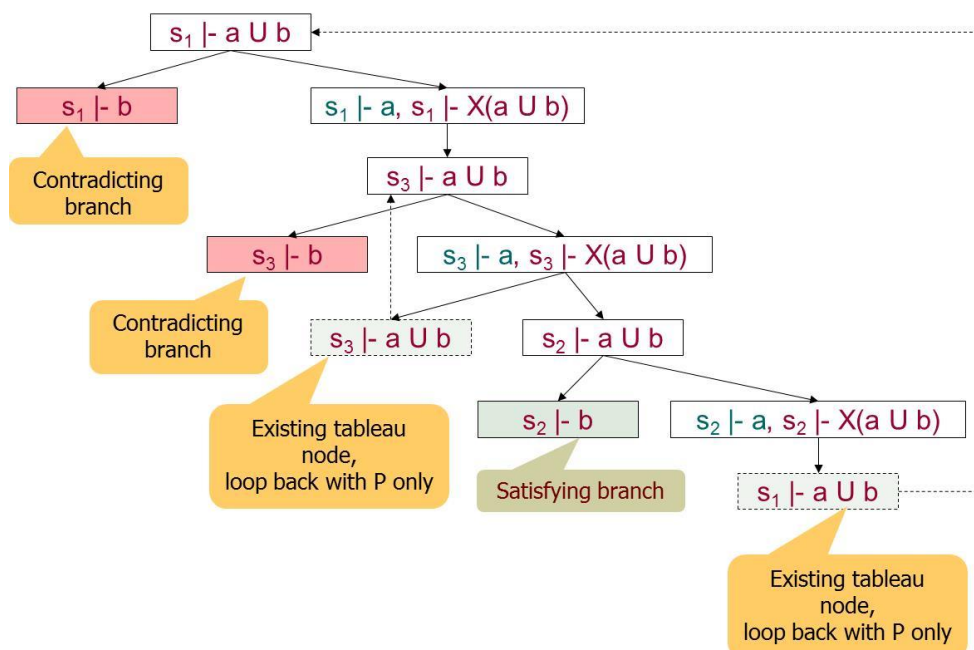 s₁ |- a U b
s₁ |- b
s₁ |- a, s₁ |- X(a U b)
Contradicting
branch
s₃ |- a U b
s₃ |- b
s₃ |- a, s₃ |- X(a U b)
Contradicting
branch
s₃ |- a U b
s₂ |- a U b
Existing tableau
node,
loop back with P only
s₂ |- b
s₂ |- a, s₂ |- X(a U b)
Satisfying branch
s₁ |- a U b
Existing tableau
node,
loop back with P only